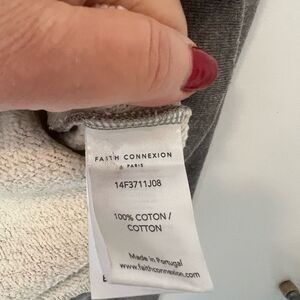 FAITH CONNEXION
PARIS
14F3711J08
100% COTON /
COTTON
Made in Portugal
www.faithconnexion.com